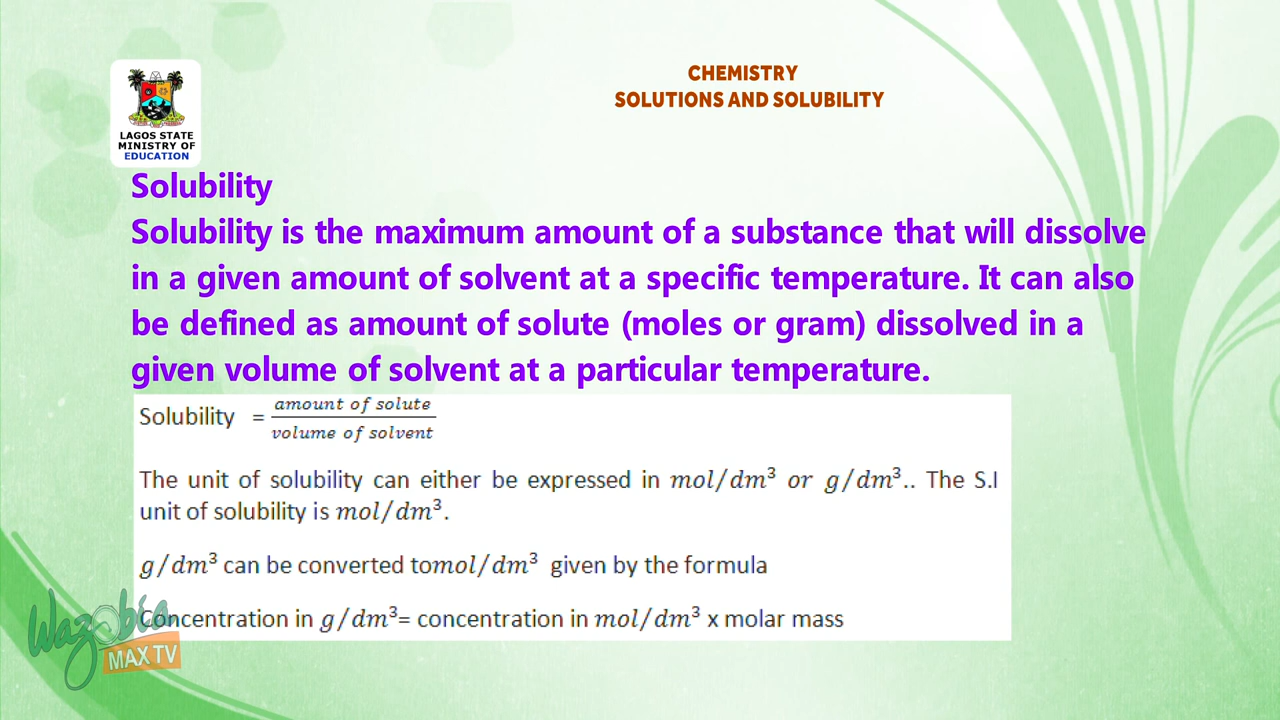 CHEMISTRY
SOLUTIONS AND SOLUBILITY
LAGOS STATE
MINISTRY OF
EDUCATION
Solubility
Solubility is the maximum amount of a substance that will dissolve
in a given amount of solvent at a specific temperature. It can also
be defined as amount of solute (moles or gram) dissolved in a
given volume of solvent at a particular temperature.
Solubility = amount of solute / volume of solvent
The unit of solubility can either be expressed in mol/dm³ or g/dm³.. The S.I
unit of solubility is mol/dm³.
g/dm³ can be converted tomol/dm³ given by the formula
Concentration in g/dm³= concentration in mol/dm³ x molar mass
Wazobia
MAX TV